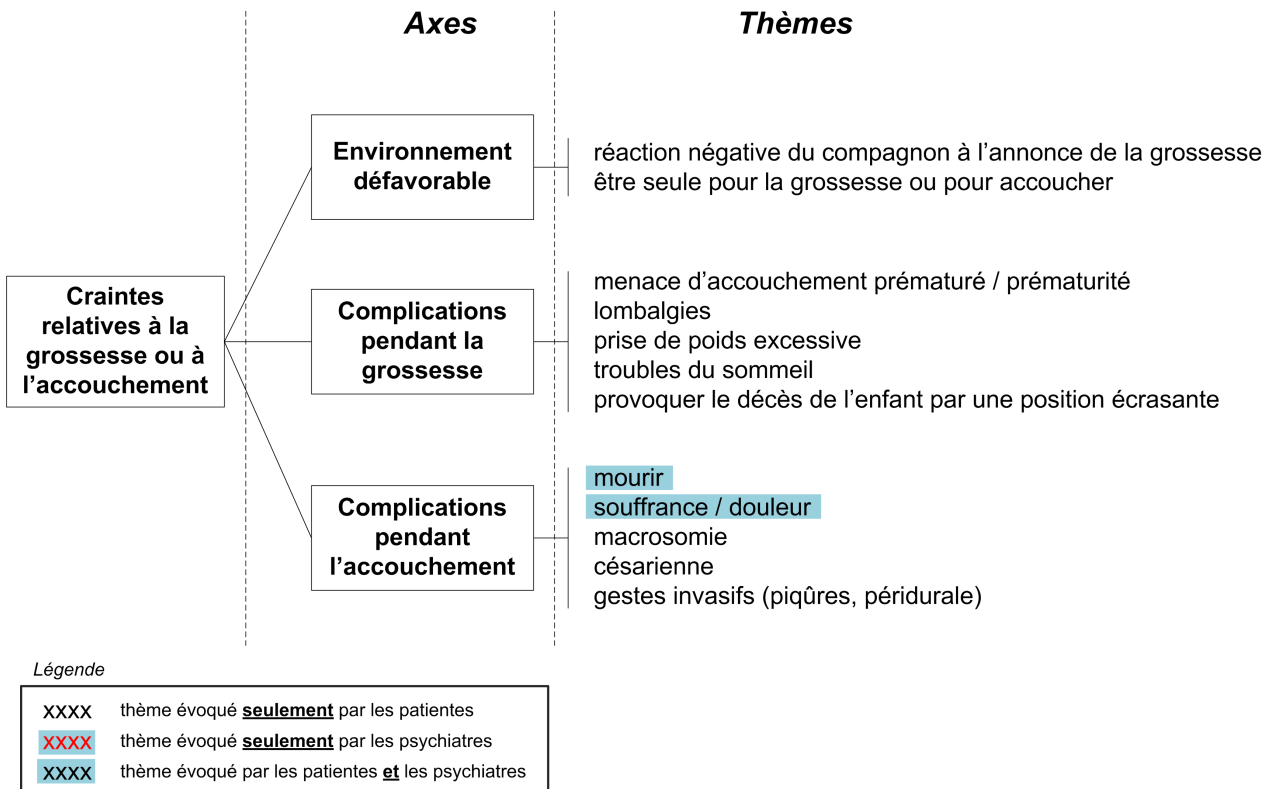 Axes
Thèmes
Environnement
défavorable
réaction négative du compagnon à l’annonce de la grossesse
être seule pour la grossesse ou pour accoucher
Craintes
relatives à la
grossesse ou à
l’accouchement
Complications
pendant la
grossesse
menace d’accouchement prématuré / prématurité
lombalgies
prise de poids excessive
troubles du sommeil
provoquer le décès de l’enfant par une position écrasante
Complications
pendant
l’accouchement
mourir
souffrance / douleur
macrosomie
césarienne
gestes invasifs (piqûres, péridurale)
Légende
xxxx thème évoqué seulement par les patientes
xxxx thème évoqué seulement par les psychiatres
xxxx thème évoqué par les patientes et les psychiatres